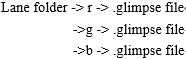 Lane folder -> r -> .glimpse file
->g -> .glimpse file
->b -> .glimpse file